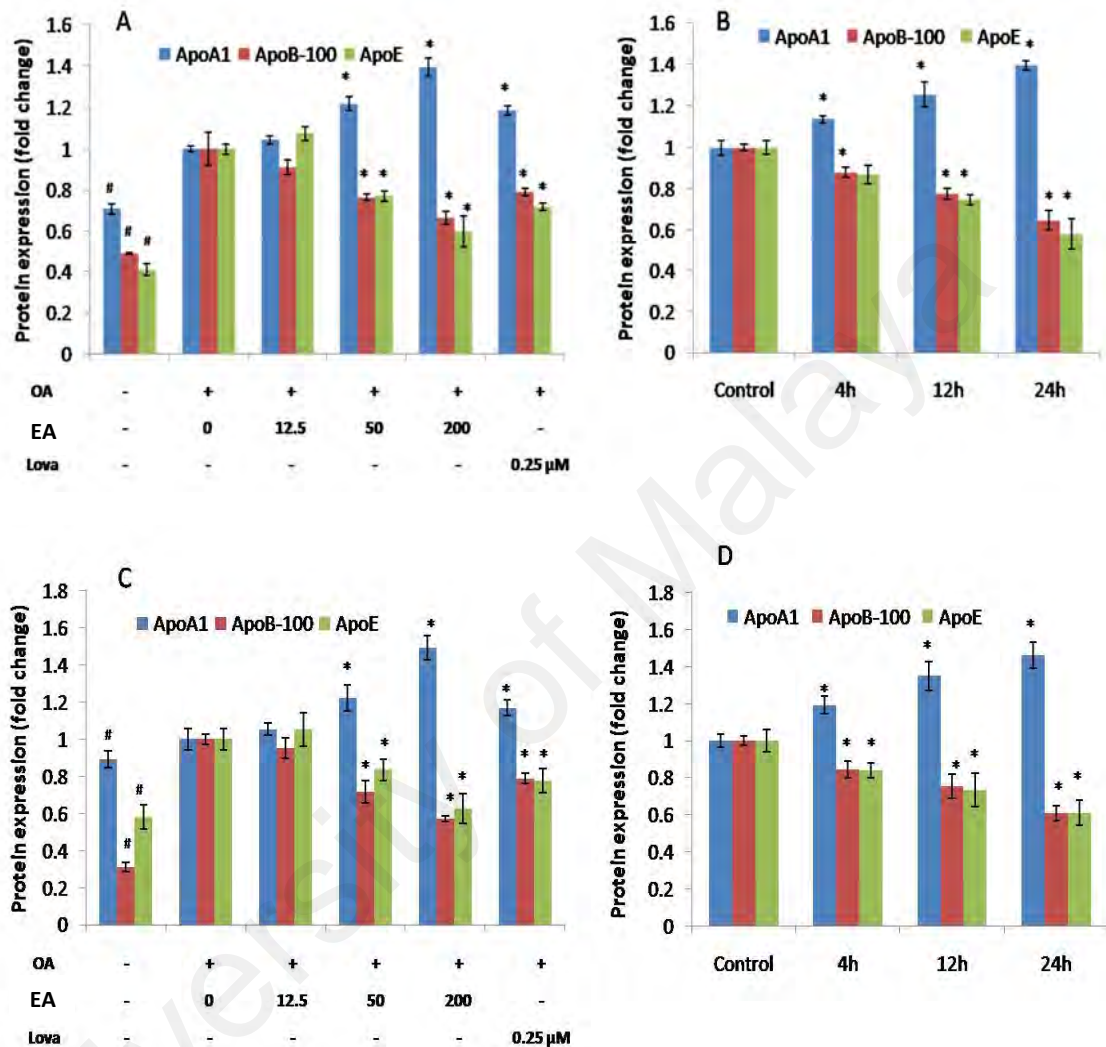 A
Protein expression (fold change)
ApoA1 ApoB-100 ApoE
1.6
1.4
1.2
1
0.8
0.6
0.4
0.2
0
# # #
* * * * * * * * *
OA - + + + + +
EA - 0 12.5 50 200 -
Lova - - - - - 0.25 µM
B
Protein expression (fold change)
ApoA1 ApoB-100 ApoE
1.6
1.4
1.2
1
0.8
0.6
0.4
0.2
0
* * * * * * * *
Control 4h 12h 24h
C
Protein expression (fold change)
ApoA1 ApoB-100 ApoE
1.8
1.6
1.4
1.2
1
0.8
0.6
0.4
0.2
0
# # #
* * * * * * * * *
OA - + + + + +
EA - 0 12.5 50 200 -
Lova - - - - - 0.25 µM
D
Protein expression (fold change)
ApoA1 ApoB-100 ApoE
1.8
1.6
1.4
1.2
1
0.8
0.6
0.4
0.2
0
* * * * * * * * *
Control 4h 12h 24h
versity of Malaya